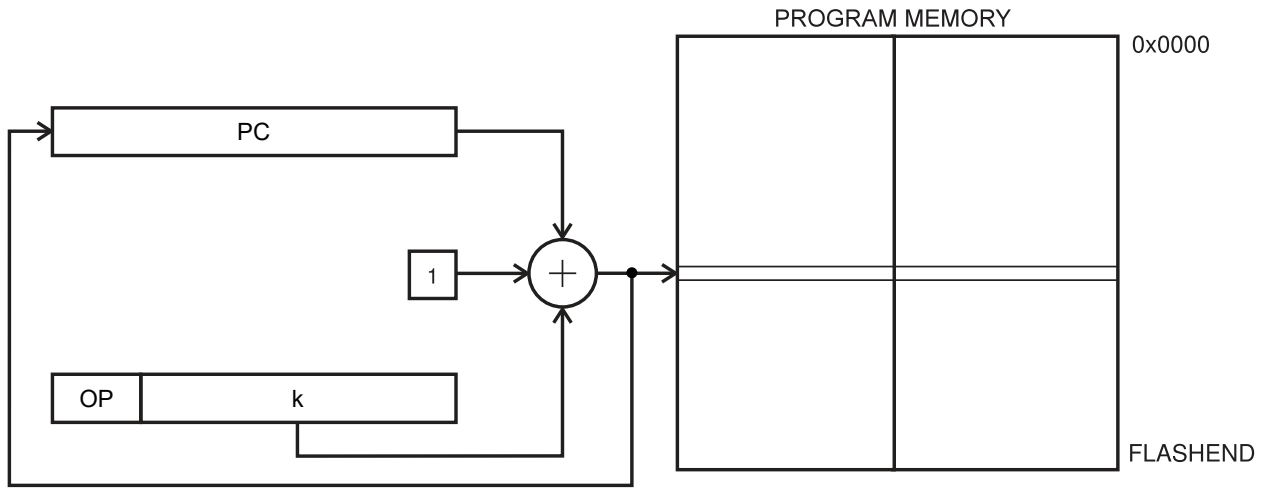 PROGRAM MEMORY
0x0000
PC
1
OP
k
FLASHEND